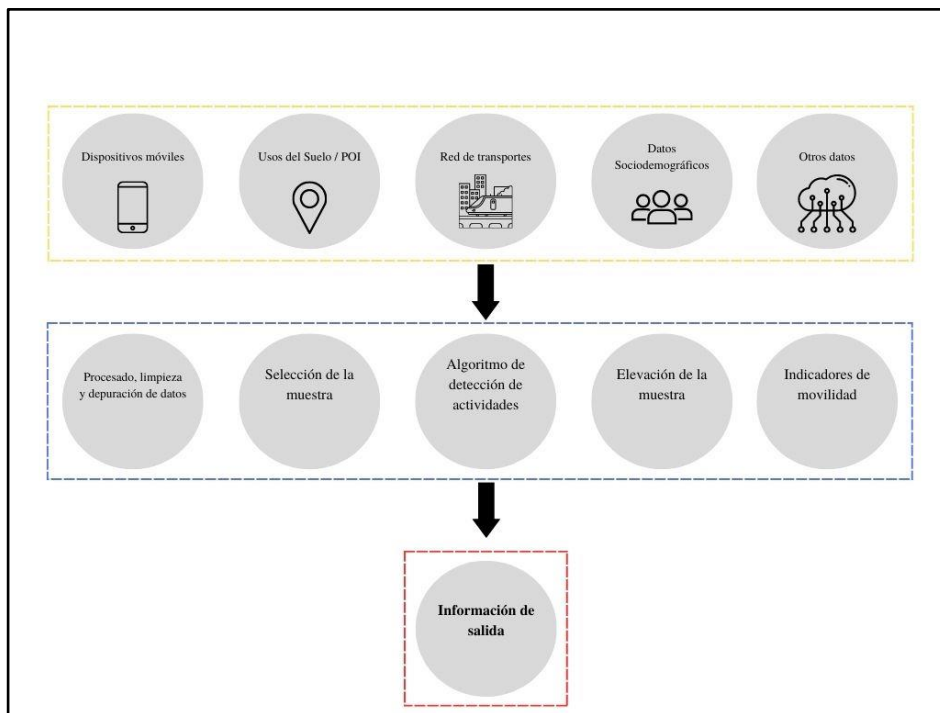 Dispositivos móviles
Usos del Suelo / POI
Red de transportes
Datos
Sociodemográficos
Otros datos
Procesado, limpieza
y depuración de datos
Selección de la
muestra
Algoritmo de
detección de
actividades
Elevación de la
muestra
Indicadores de
movilidad
Información de
salida